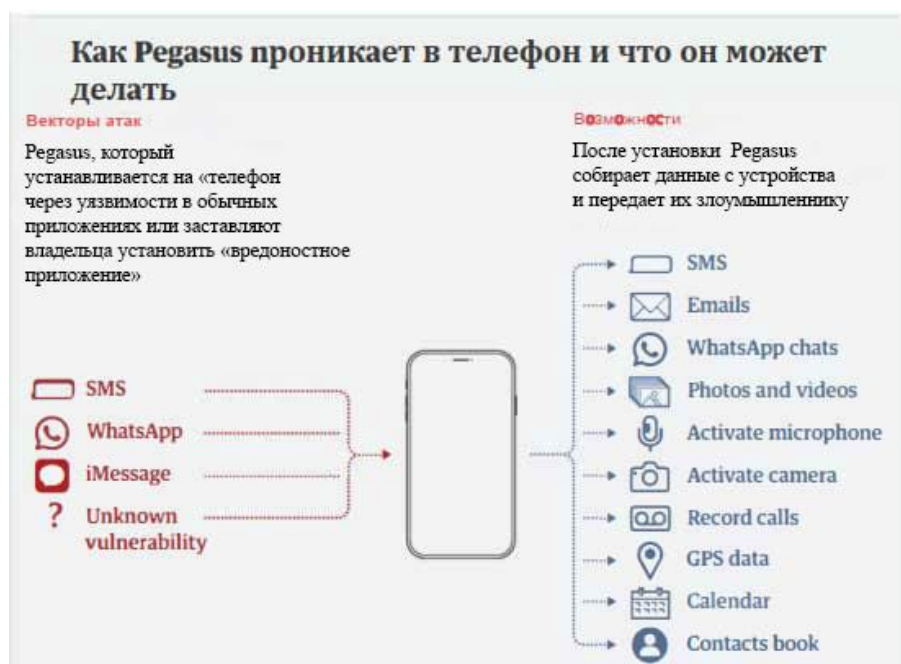 Как Pegasus проникает в телефон и что он может
делать
Векторы атак
Pegasus, который
устанавливается на «телефон
через уязвимости в обычных
приложениях или заставляют
владельца установить «вредоностное
приложение»
SMS
WhatsApp
iMessage
?
Unknown
vulnerability
Возможности
После установки Pegasus
собирает данные с устройства
и передает их злоумышленнику
SMS
Emails
WhatsApp chats
Photos and videos
Activate microphone
Activate camera
Record calls
GPS data
Calendar
Contacts book